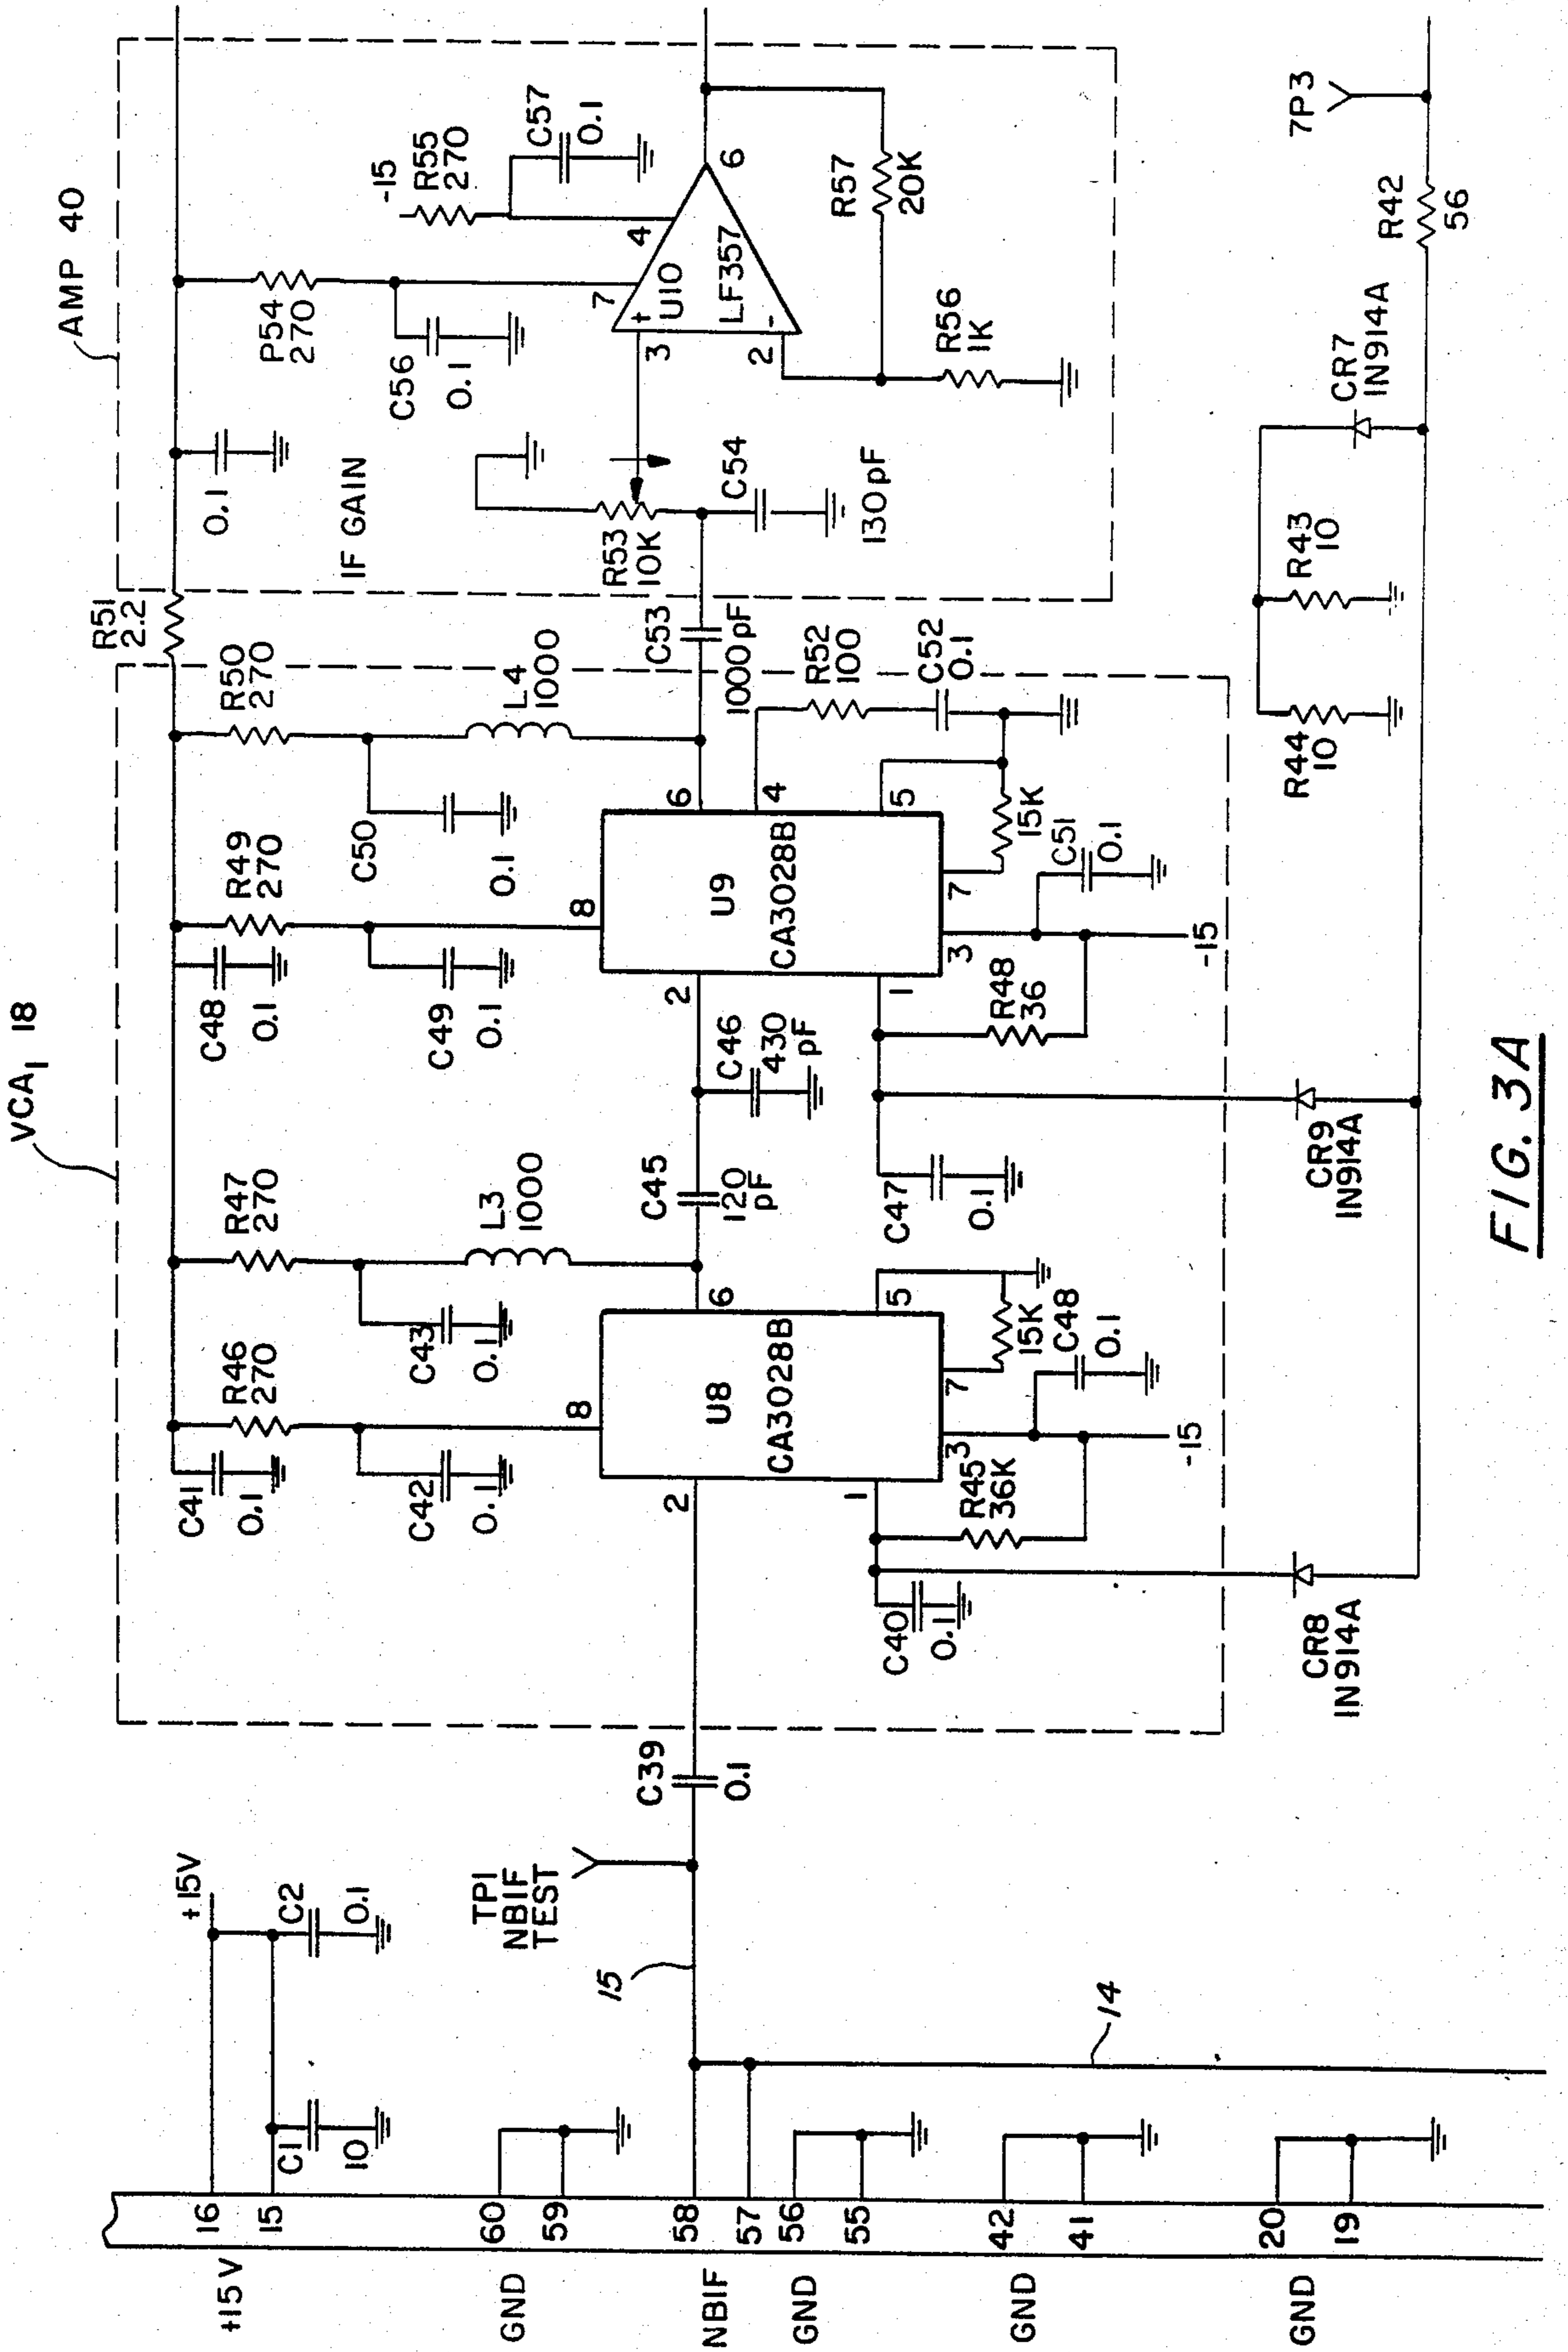 VCA1 18
AMP 40
+15V
16
15
C1
10
C2
0.1
+15V
GND
60
59
NBIF
58
57
GND
56
55
GND
42
41
GND
20
19
14
15
TP1
NBIF
TEST
C39
0.1
C41
0.1
R46
270
C42
0.1
R47
270
C43
0.1
L3
1000
2
8
6
U8
CA3028B
1
3
7
5
C40
0.1
R45
36K
-15
15K
C48
0.1
C45
120
pF
C46
430
pF
C47
0.1
C48
0.1
R49
270
C49
0.1
R50
270
C50
0.1
L4
1000
2
8
6
4
U9
CA3028B
1
3
7
5
R48
36
-15
15K
C51
0.1
R52
100
C52
0.1
C53
1000pF
R51
2.2
0.1
IF GAIN
R53
10K
C54
130pF
P54
270
C56
0.1
-15
R55
270
C57
0.1
7
4
3
+
U10
LF357
-
2
6
R57
20K
R56
1K
CR8
IN914A
CR9
IN914A
R44
10
R43
10
CR7
IN914A
R42
56
7P3
FIG. 3A